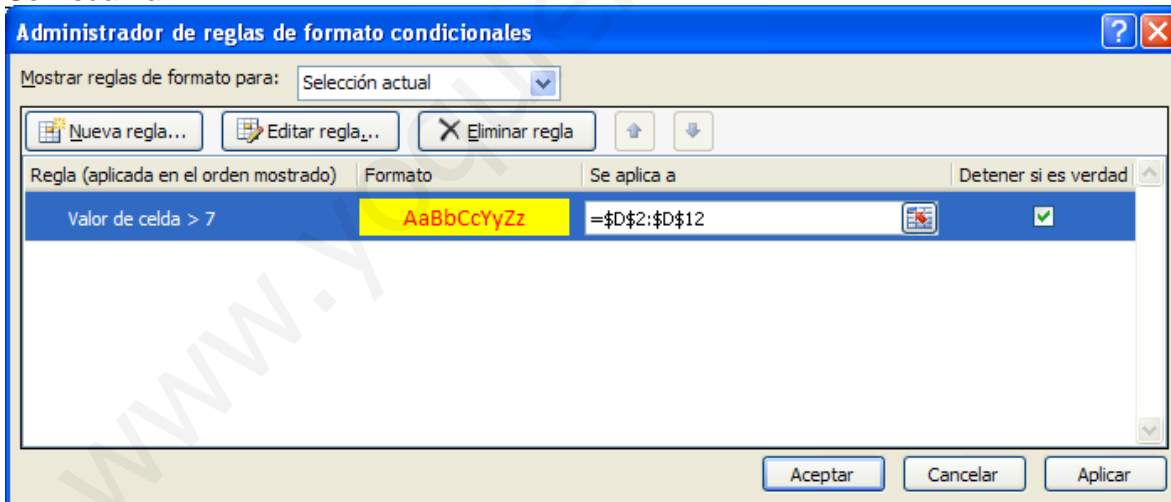 Administrador de reglas de formato condicionales
Mostrar reglas de formato para: Selección actual
Nueva regla... Editar regla... Eliminar regla
Regla (aplicada en el orden mostrado) Formato Se aplica a Detener si es verdad
Valor de celda > 7 AaBbCcYyZz =$D$2:$D$12
Aceptar Cancelar Aplicar
www.yoquie